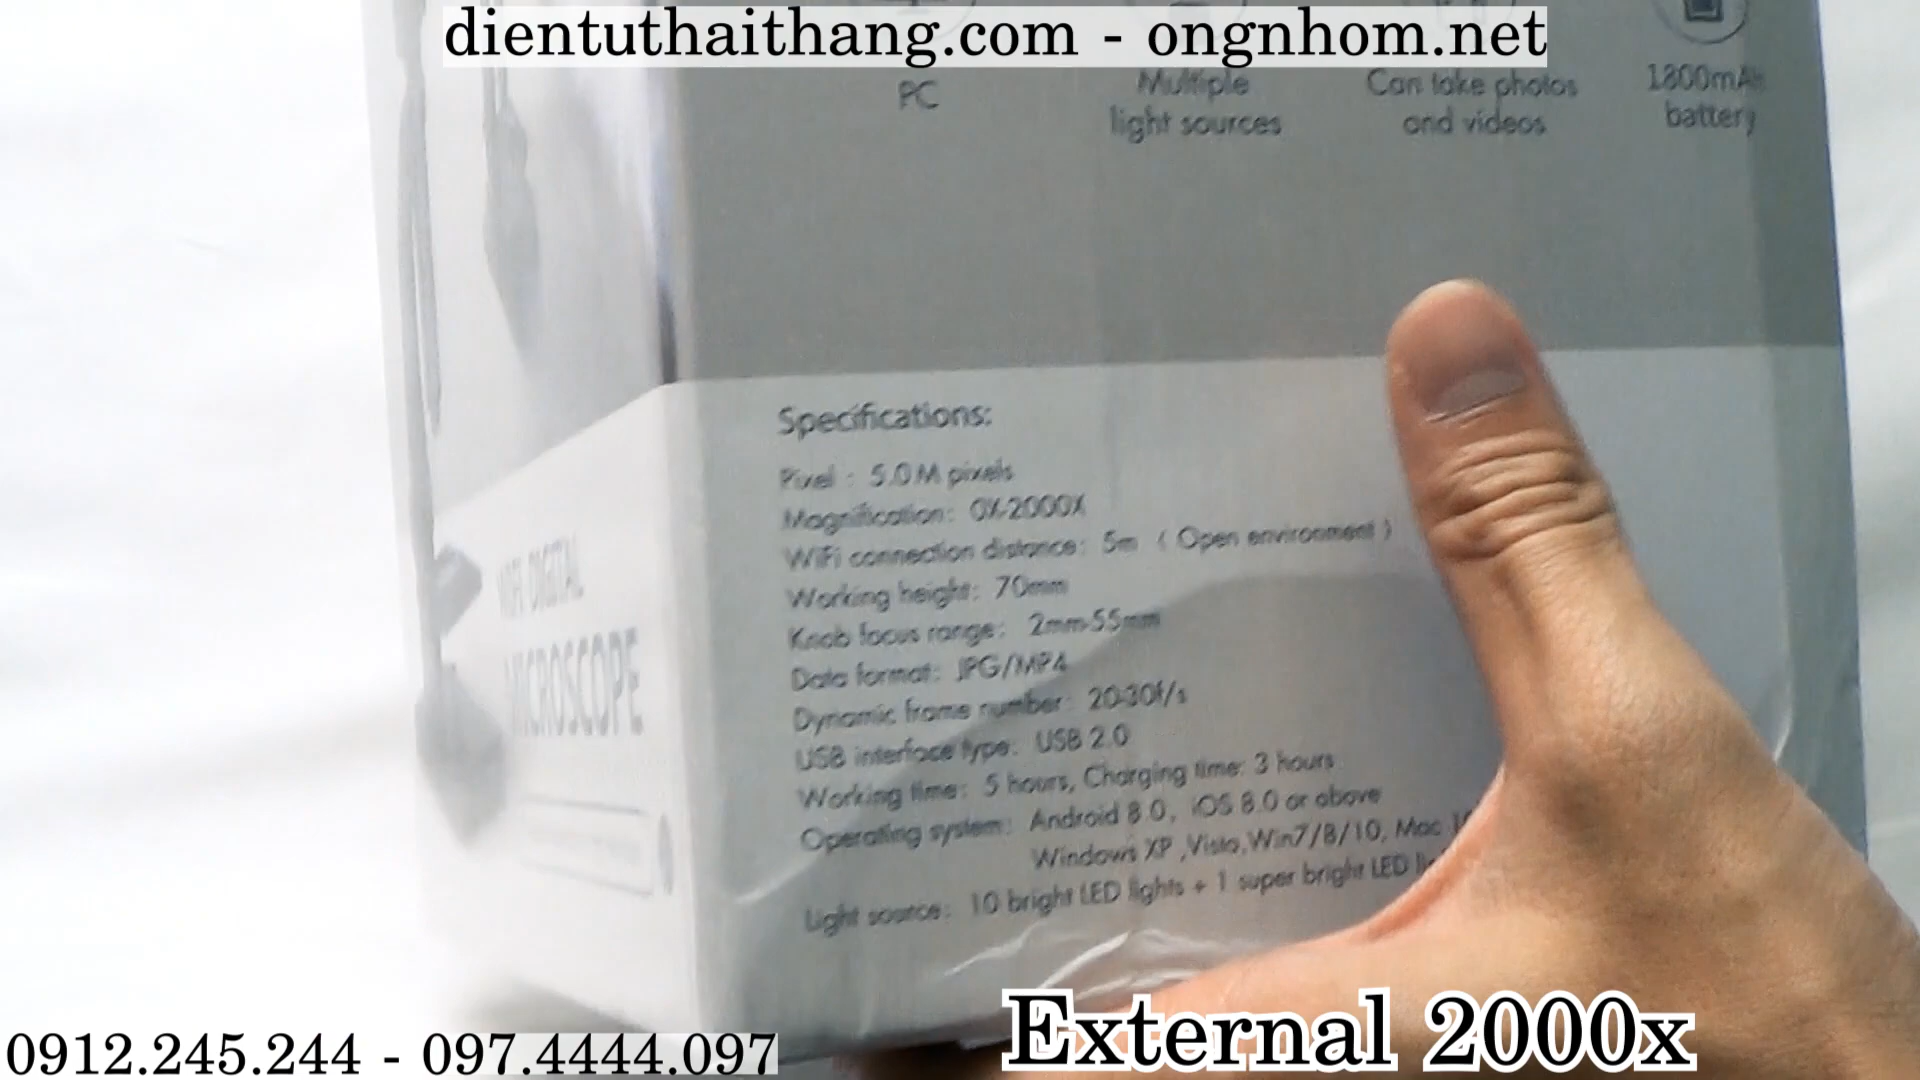 dientuthaithang.com - ongnhom.net
PC
Multiple
light sources
Can take photos
and videos
1800mAh
battery
Specifications:
Pixel : 5.0M pixels
Magnification: 0X-2000X
WiFi connection distance: 5m ( Open environment )
Working height: 70mm
Knob focus range: 2mm-55mm
Data format: JPG/MP4
Dynamic frame number: 20-30f/s
USB interface type: USB 2.0
Working time: 5 hours, Charging time: 3 hours
Operating system: Android 8.0, iOS 8.0 or above
Windows XP ,Vista,Win7/8/10, Mac
Light source: 10 bright LED lights + 1 super bright LED
WIFI DIGITAL
MICROSCOPE
External 2000x
0912.245.244 - 097.4444.097